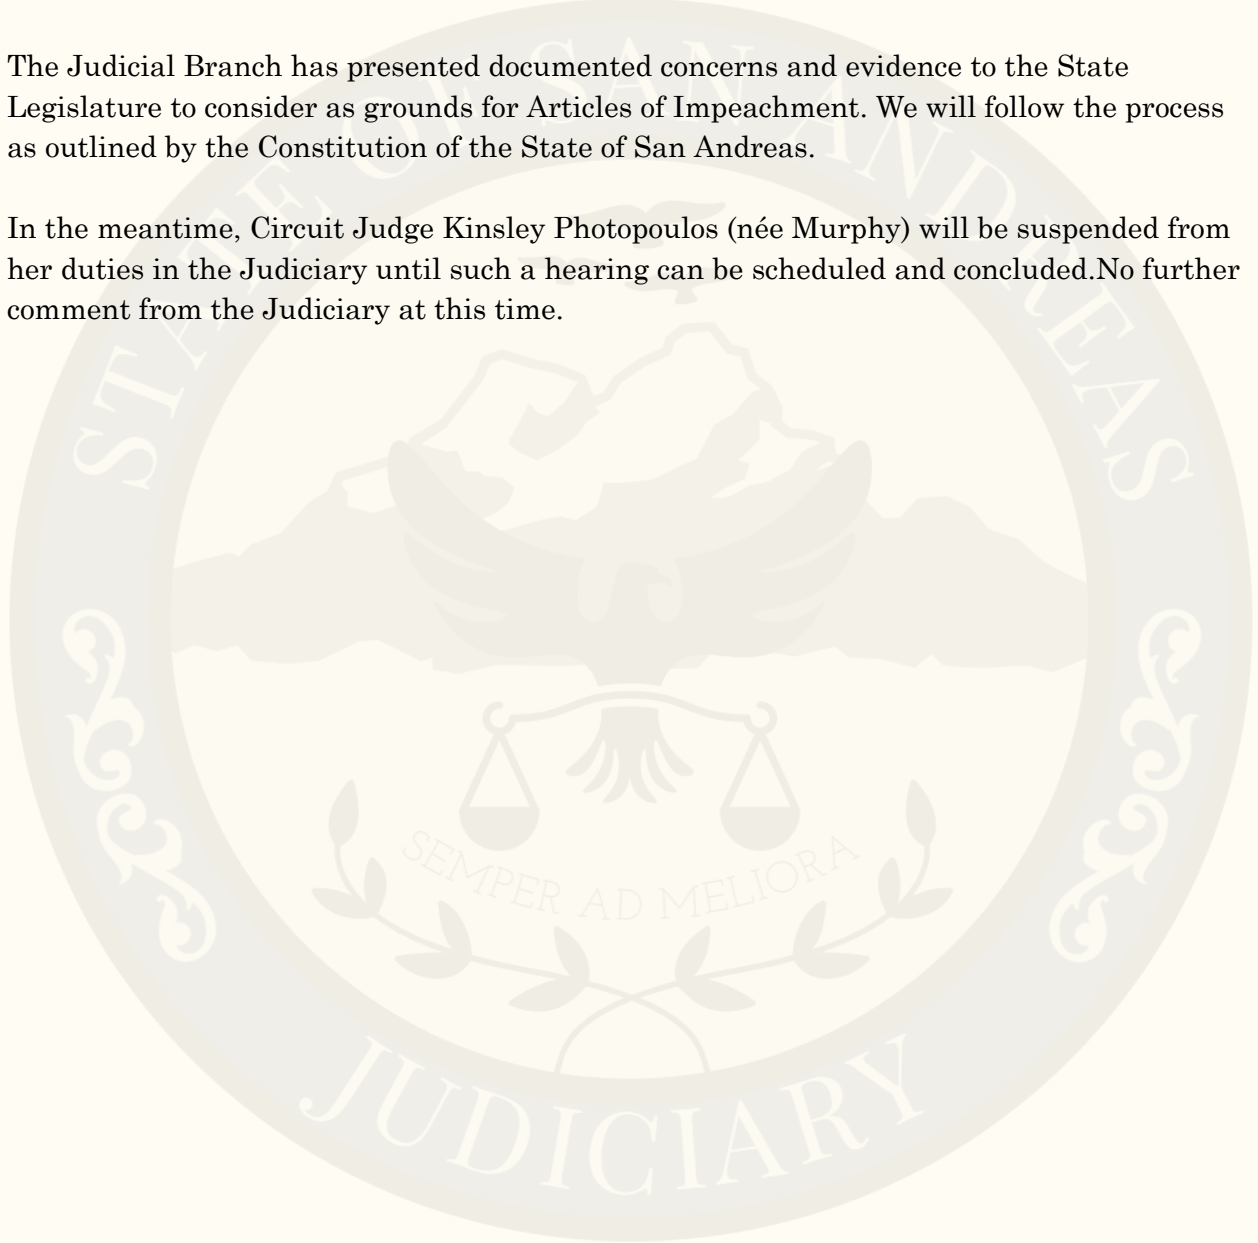 The Judicial Branch has presented documented concerns and evidence to the State
Legislature to consider as grounds for Articles of Impeachment. We will follow the process
as outlined by the Constitution of the State of San Andreas.
In the meantime, Circuit Judge Kinsley Photopoulos (née Murphy) will be suspended from
her duties in the Judiciary until such a hearing can be scheduled and concluded.No further
comment from the Judiciary at this time.
STATE OF SAN ANDREAS
SEMPER AD MELIORA
JUDICIARY